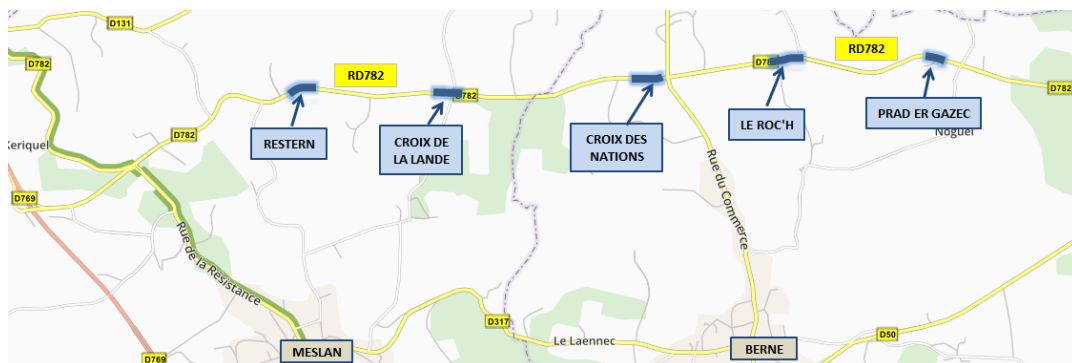 D131
D782
RD782
D782
RESTERN
CROIX DE
LA LANDE
D782
CROIX DES
NATIONS
LE ROC'H
RD782
PRAD ER GAZEC
D782
Noguel
Keriquel
D769
Rue de la Résistance
Rue du Commerce
D317
Le Laennec
D50
D769
MESLAN
BERNE